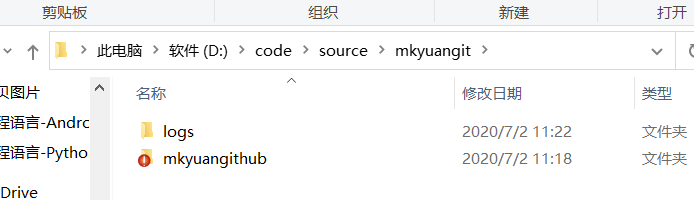 剪贴板 组织 新建 打开
此电脑 软件 (D:) code source mkyuangit
名称 修改日期 类型
贝图片
logs 2020/7/2 11:22 文件夹
程语言-Andro
mkyuangithub 2020/7/2 11:18 文件夹
程语言-Pytho
Drive